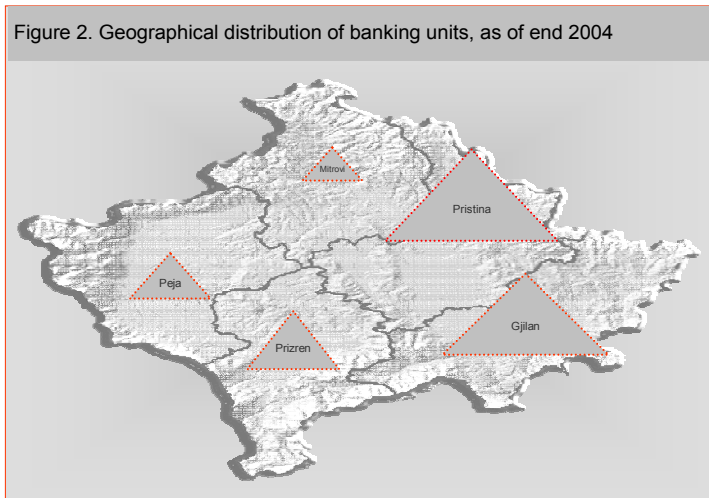 Figure 2. Geographical distribution of banking units, as of end 2004
Mitrovi
Pristina
Peja
Gjilan
Prizren